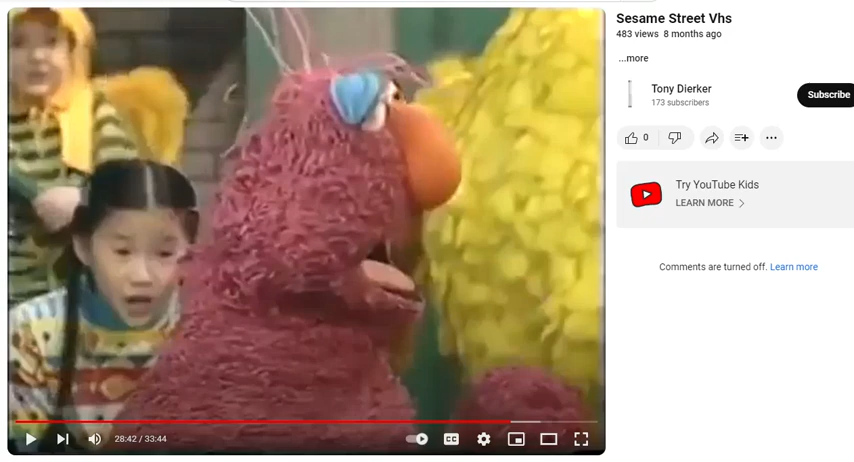 Sesame Street Vhs
483 views 8 months ago
...more
Tony Dierker
173 subscribers
Subscribe
0
Try YouTube Kids
LEARN MORE
Comments are turned off. Learn more
28:42 / 33:44
CC